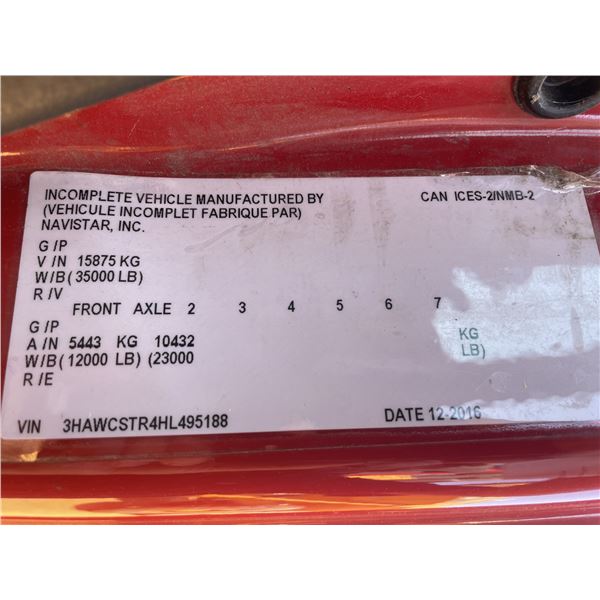 INCOMPLETE VEHICLE MANUFACTURED BY CAN ICES-2/NMB-2
(VEHICULE INCOMPLET FABRIQUE PAR)
NAVISTAR, INC.
G /P
V / N 15875 KG
W/B( 35000 LB)
R / V
FRONT AXLE 2 3 4 5 6 7
G /P
A / N 5443 KG 10432 KG
W/B( 12000 LB) (23000 LB)
R /E
VIN 3HAWCSTR4HL495188 DATE 12-2016